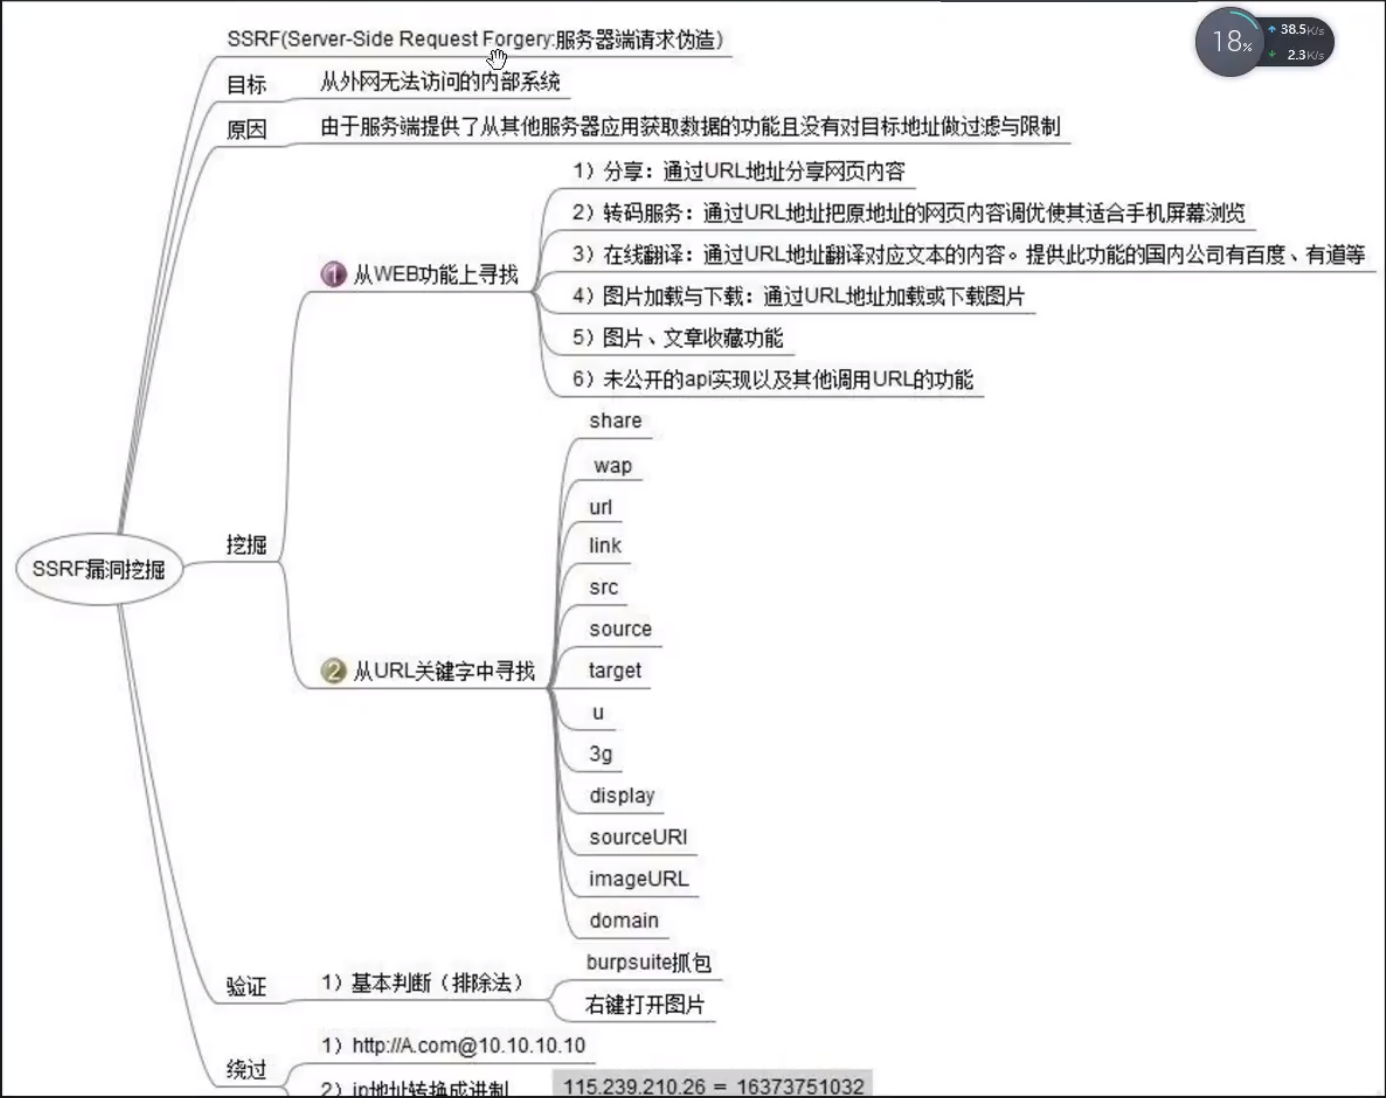 SSRF(Server-Side Request Forgery:服务器端请求伪造)
目标
从外网无法访问的内部系统
原因
由于服务端提供了从其他服务器应用获取数据的功能且没有对目标地址做过滤与限制
18%
38.5K/s
2.3K/s
SSRF漏洞挖掘
挖掘
1 从WEB功能上寻找
1）分享：通过URL地址分享网页内容
2）转码服务：通过URL地址把原地址的网页内容调优使其适合手机屏幕浏览
3）在线翻译：通过URL地址翻译对应文本的内容。提供此功能的国内公司有百度、有道等
4）图片加载与下载：通过URL地址加载或下载图片
5）图片、文章收藏功能
6）未公开的api实现以及其他调用URL的功能
2 从URL关键字中寻找
share
wap
url
link
src
source
target
u
3g
display
sourceURl
imageURL
domain
验证
1）基本判断（排除法）
burpsuite抓包
右键打开图片
绕过
1）http://A.com@10.10.10.10
2）ip地址转换成进制
115.239.210.26 = 16373751032